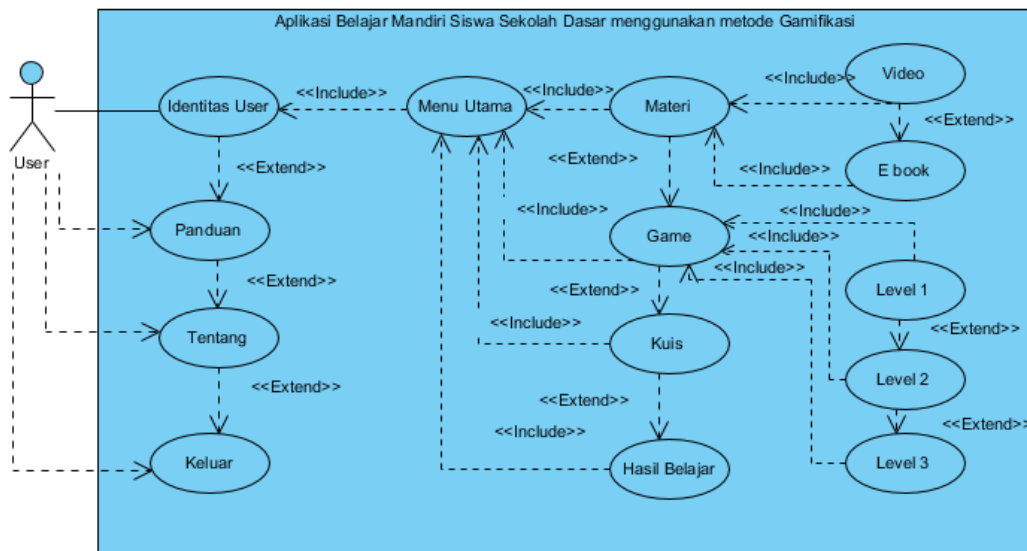 Aplikasi Belajar Mandiri Siswa Sekolah Dasar menggunakan metode Gamifikasi
User
Identitas User
<<Include>>
Menu Utama
<<Include>>
Materi
<<Include>>
Video
<<Extend>>
<<Extend>>
<<Extend>>
<<Include>>
E book
Panduan
<<Include>>
Game
<<Include>>
<<Include>>
<<Include>>
<<Extend>>
<<Extend>>
Level 1
Tentang
<<Include>>
Kuis
<<Extend>>
<<Extend>>
<<Extend>>
Level 2
<<Include>>
<<Extend>>
Keluar
Hasil Belajar
Level 3